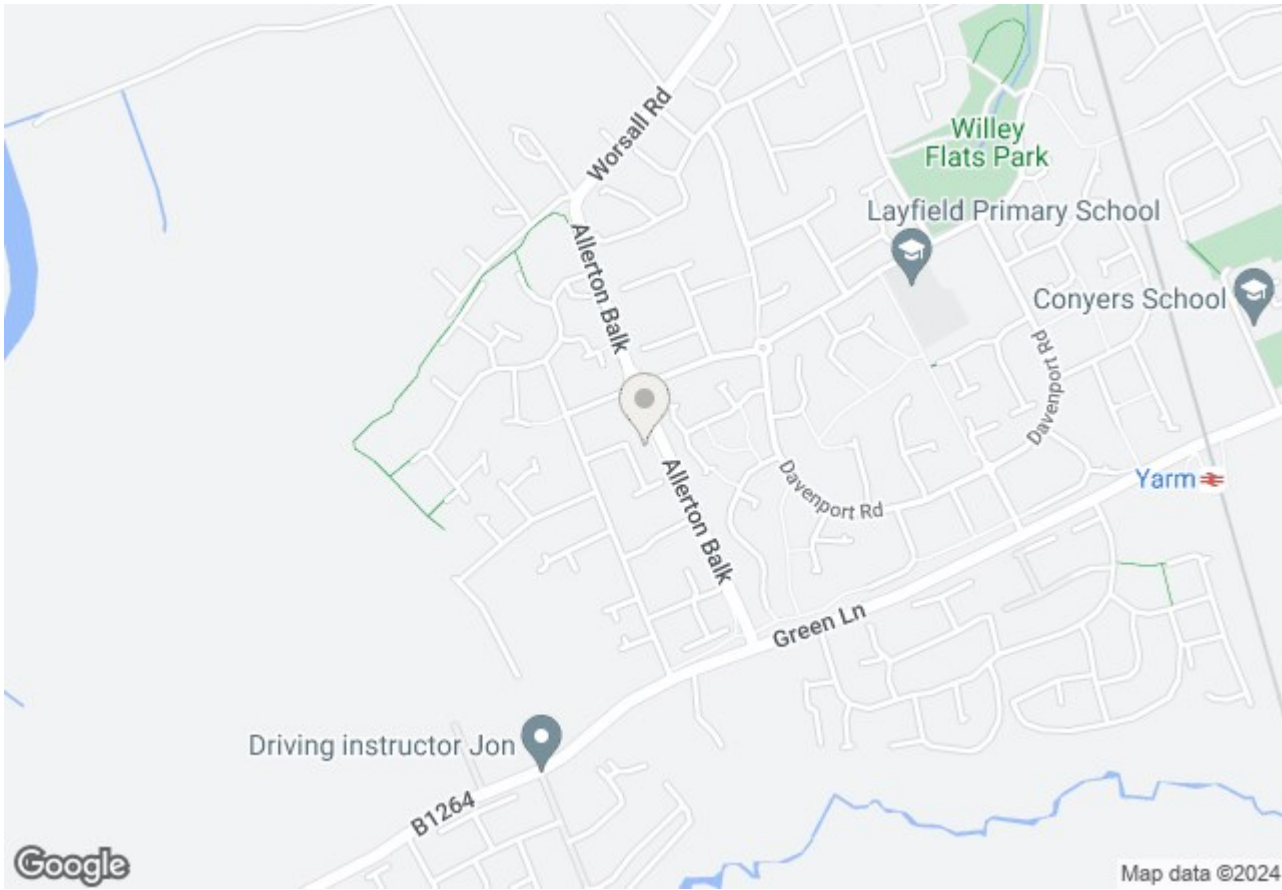 Worsall Rd
Willey
Flats Park
Layfield Primary School
Allerton Balk
Conyers School
Davenport Rd
Allerton Balk
Davenport Rd
Yarm
Green Ln
Driving instructor Jon
B1264
Google
Map data ©2024